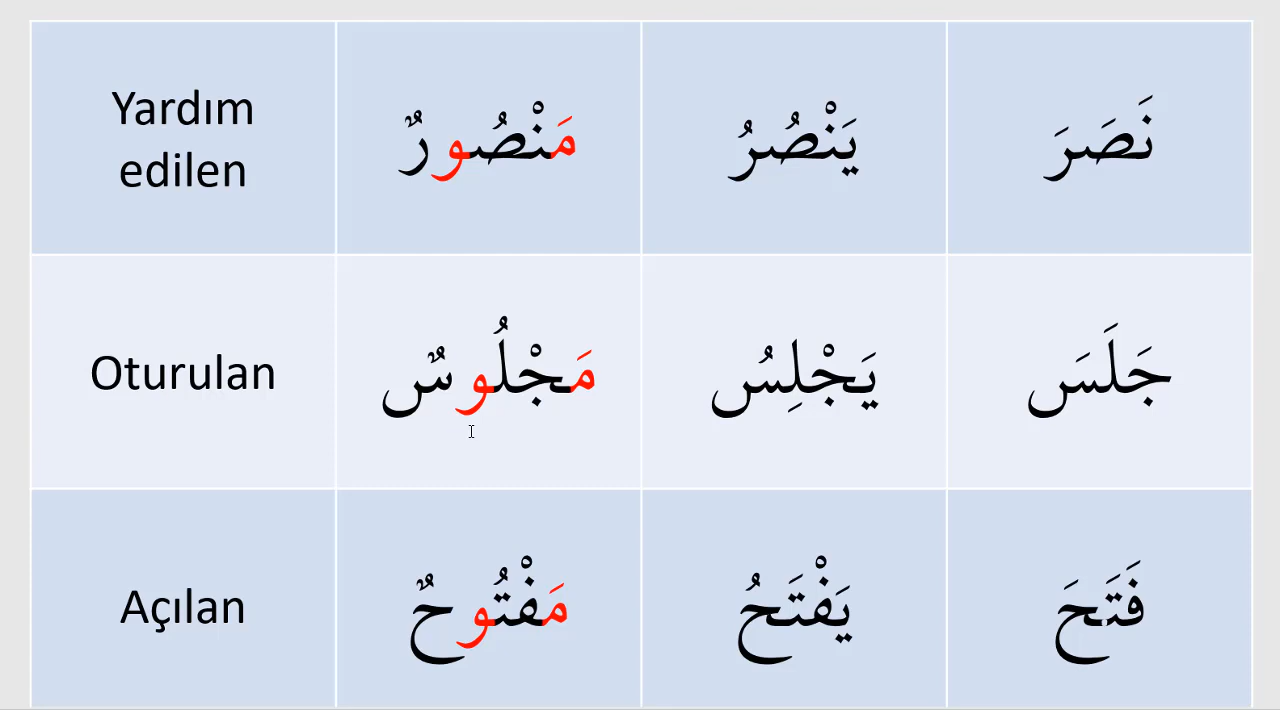 نَصَرَ يَنْصُرُ مَنْصُورٌ Yardım
edilen
جَلَسَ يَجْلِسُ مَجْلُوسٌ Oturulan
فَتَحَ يَفْتَحُ مَفْتُوحٌ Açılan